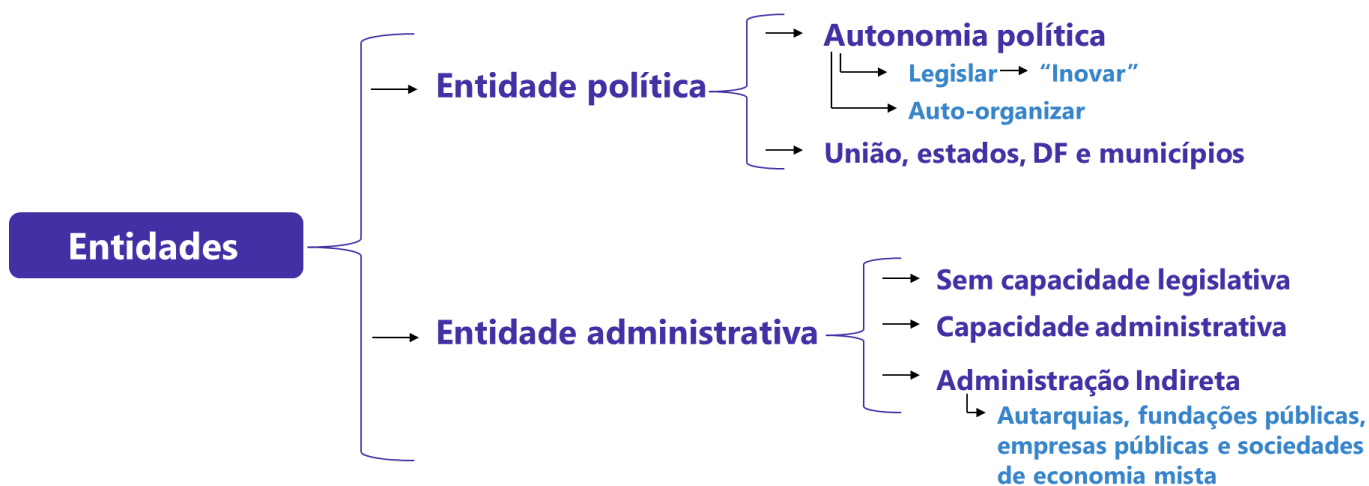 Entidades
Entidade política
Autonomia política
Legislar
“Inovar”
Auto-organizar
União, estados, DF e municípios
Entidade administrativa
Sem capacidade legislativa
Capacidade administrativa
Administração Indireta
Autarquias, fundações públicas,
empresas públicas e sociedades
de economia mista